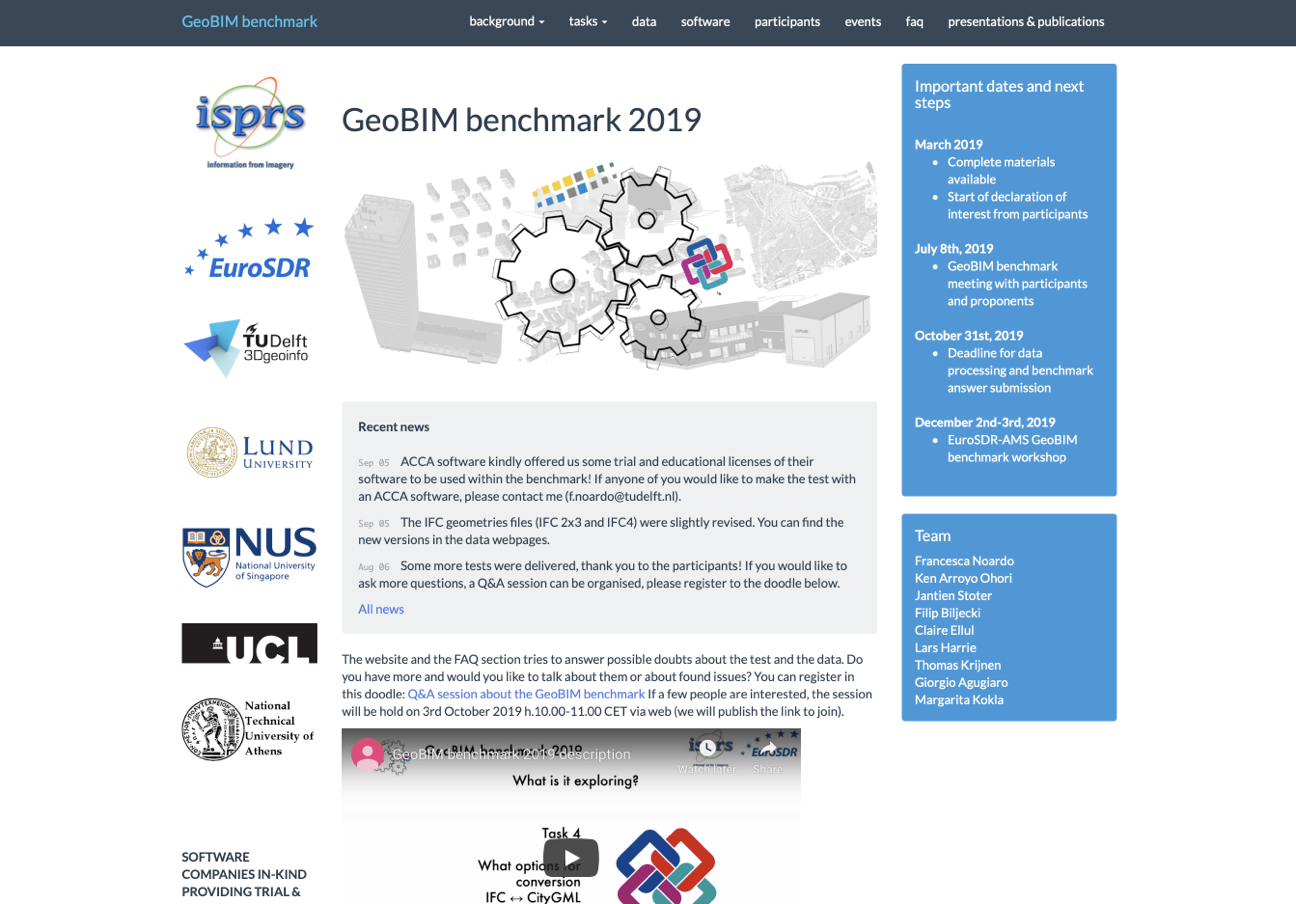 GeoBIM benchmark
background tasks data software participants events faq presentations & publications
isprs
information from imagery
EuroSDR
TUDelft
3Dgeoinfo
LUND
UNIVERSITY
NUS
National University
of Singapore
UCL
National
Technical
University of
Athens
SOFTWARE
COMPANIES IN-KIND
PROVIDING TRIAL &
GeoBIM benchmark 2019
Recent news
Sep 05 ACCA software kindly offered us some trial and educational licenses of their
software to be used within the benchmark! If anyone of you would like to make the test with
an ACCA software, please contact me (f.noardo@tudelft.nl).
Sep 05 The IFC geometries files (IFC 2x3 and IFC4) were slightly revised. You can find the
new versions in the data webpages.
Aug 06 Some more tests were delivered, thank you to the participants! If you would like to
ask more questions, a Q&A session can be organised, please register to the doodle below.
All news
The website and the FAQ section tries to answer possible doubts about the test and the data. Do
you have more and would you like to talk about them or about found issues? You can register in
this doodle: Q&A session about the GeoBIM benchmark If a few people are interested, the session
will be hold on 3rd October 2019 h.10.00-11.00 CET via web (we will publish the link to join).
GeoBIM benchmark 2019
GeoBIM benchmark 2019 description
isprs
EuroSDR
Watch later
Share
What is it exploring?
Task 4
What options for
conversion
IFC ↔ CityGML
Important dates and next
steps
March 2019
• Complete materials
available
• Start of declaration of
interest from participants
July 8th, 2019
• GeoBIM benchmark
meeting with participants
and proponents
October 31st, 2019
• Deadline for data
processing and benchmark
answer submission
December 2nd-3rd, 2019
• EuroSDR-AMS GeoBIM
benchmark workshop
Team
Francesca Noardo
Ken Arroyo Ohori
Jantien Stoter
Filip Biljecki
Claire Ellul
Lars Harrie
Thomas Krijnen
Giorgio Agugiaro
Margarita Kokla